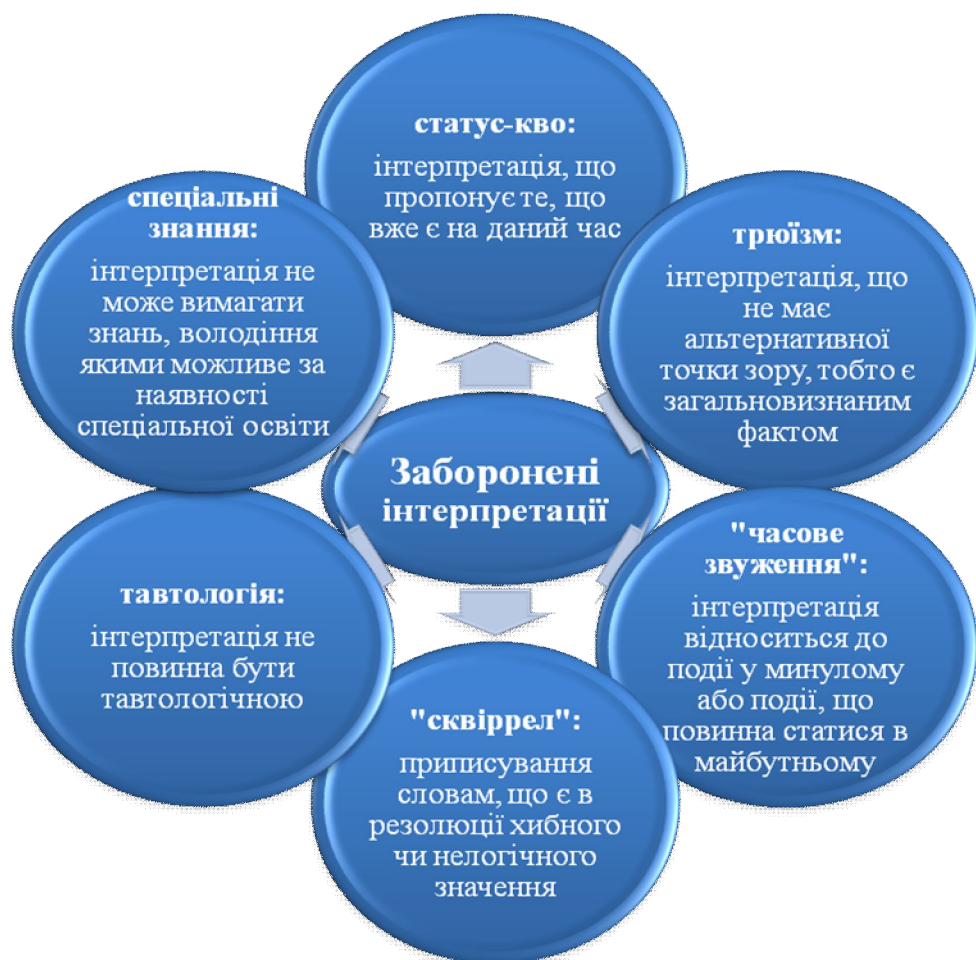 статус-кво:
інтерпретація, що
пропонує те, що
вже є на даний час
трюїзм:
інтерпретація, що
не має
альтернативної
точки зору, тобто є
загальновизнаним
фактом
"часове
звуження":
інтерпретація
відноситься до
події у минулому
або події, що
повинна статися в
майбутньому
"сквіррел":
приписування
словам, що є в
резолюції хибного
чи нелогічного
значення
тавтологія:
інтерпретація не
повинна бути
тавтологічною
спеціальні
знання:
інтерпретація не
може вимагати
знань, володіння
якими можливе за
наявності
спеціальної освіти
Заборонені
інтерпретації